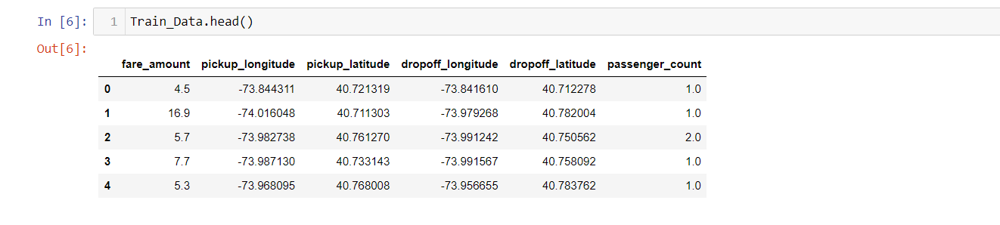 In [6]: 1 Train_Data.head()
Out[6]:
fare_amount pickup_longitude pickup_latitude dropoff_longitude dropoff_latitude passenger_count
0 4.5 -73.844311 40.721319 -73.841610 40.712278 1.0
1 16.9 -74.016048 40.711303 -73.979268 40.782004 1.0
2 5.7 -73.982738 40.761270 -73.991242 40.750562 2.0
3 7.7 -73.987130 40.733143 -73.991567 40.758092 1.0
4 5.3 -73.968095 40.768008 -73.956655 40.783762 1.0